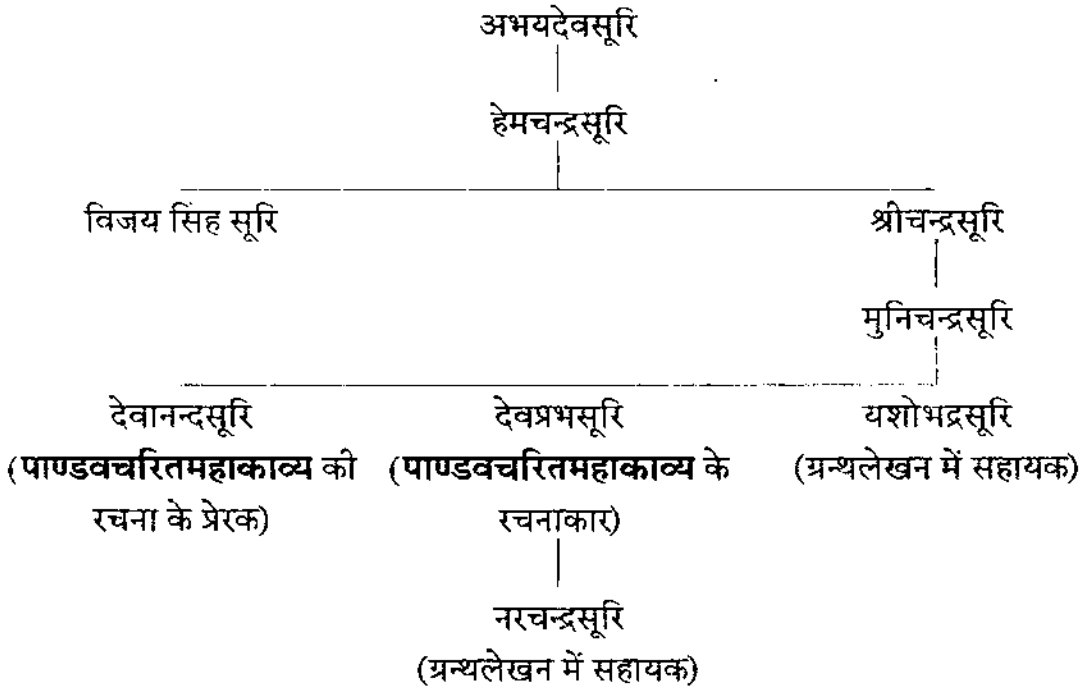 अभयदेवसूरि
हेमचन्द्रसूरि
विजय सिंह सूरि श्रीचन्द्रसूरि
मुनिचन्द्रसूरि
देवानन्दसूरि देवप्रभसूरि यशोभद्रसूरि
(पाण्डवचरितमहाकाव्य की (पाण्डवचरितमहाकाव्य के (ग्रन्थलेखन में सहायक)
रचना के प्रेरक) रचनाकार)
नरचन्द्रसूरि
(ग्रन्थलेखन में सहायक)